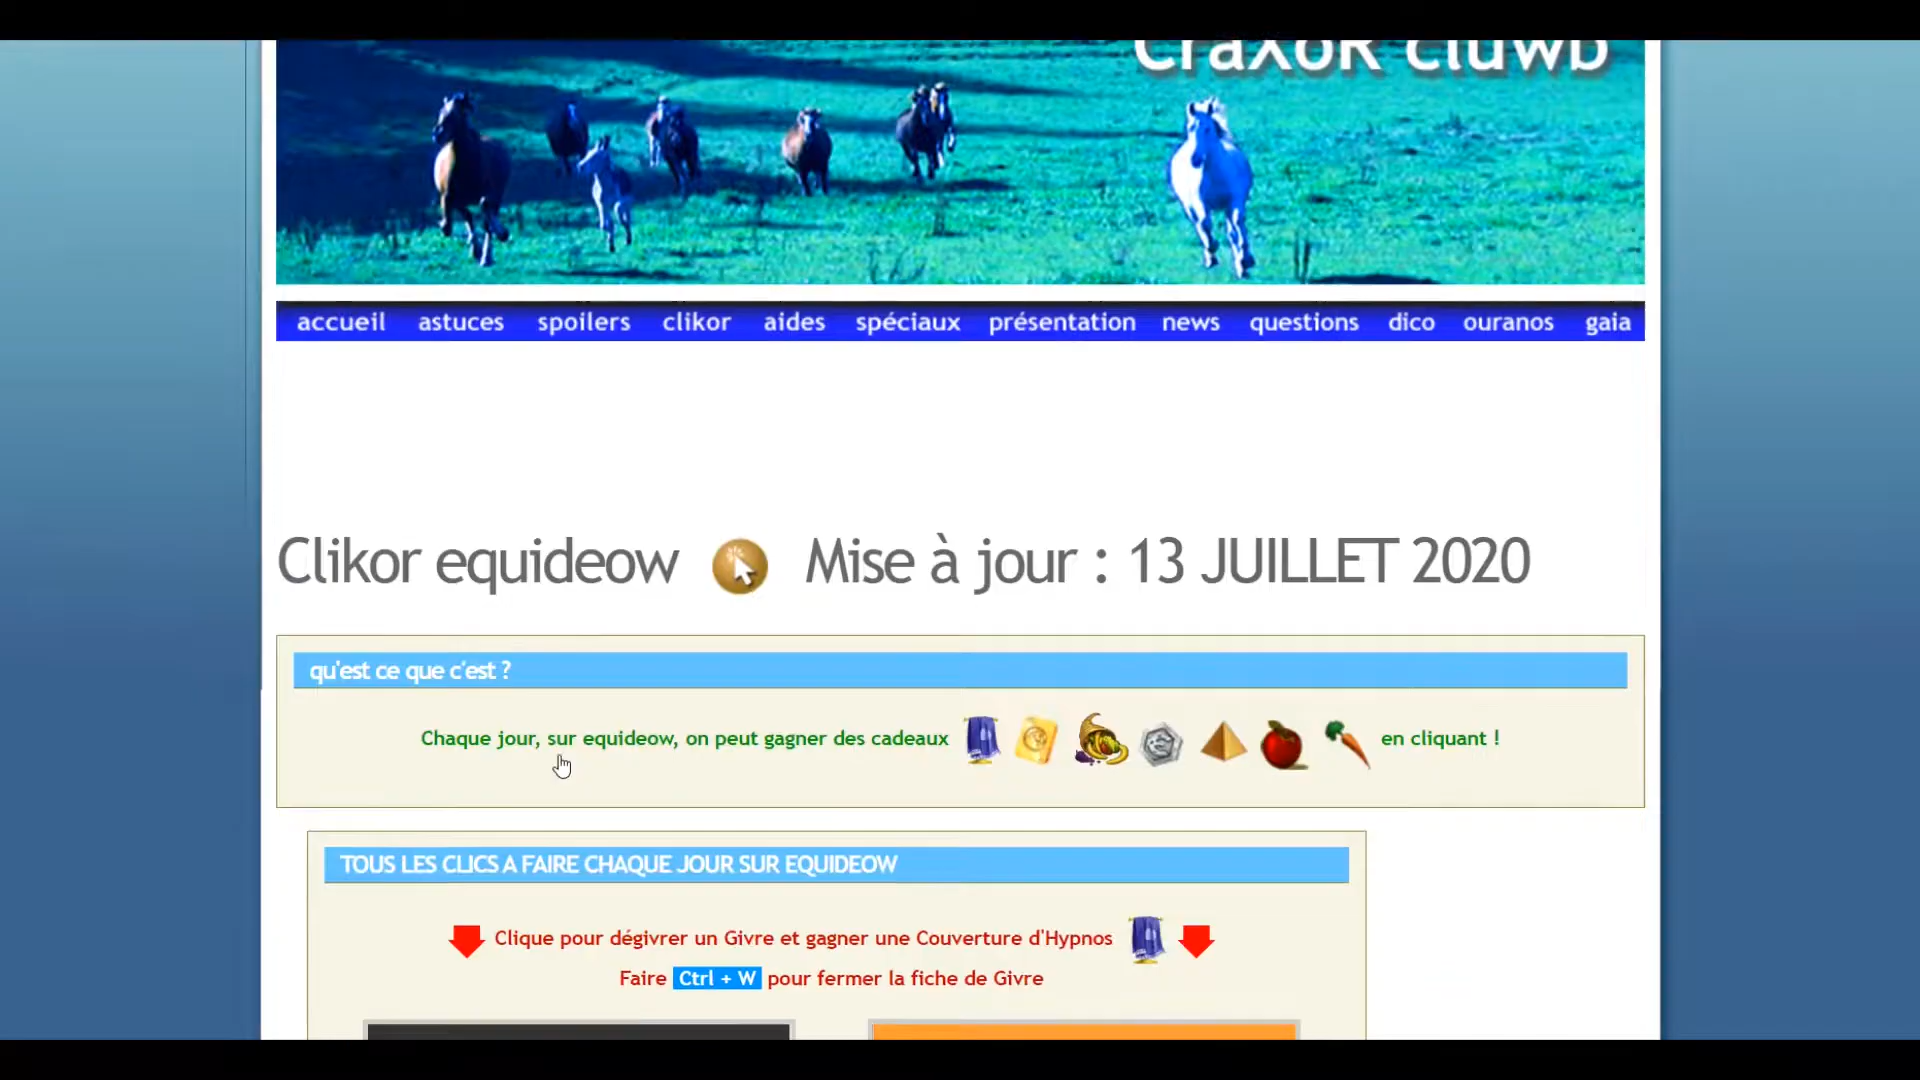 CraXoR cluwb
accueil astuces spoilers clikor aides spéciaux présentation news questions dico ouranos gaia
Clikor equideow Mise à jour : 13 JUILLET 2020
qu'est ce que c'est ?
Chaque jour, sur equideow, on peut gagner des cadeaux en cliquant !
TOUS LES CLICS A FAIRE CHAQUE JOUR SUR EQUIDEOW
Clique pour dégivrer un Givre et gagner une Couverture d'Hypnos
Faire Ctrl + W pour fermer la fiche de Givre